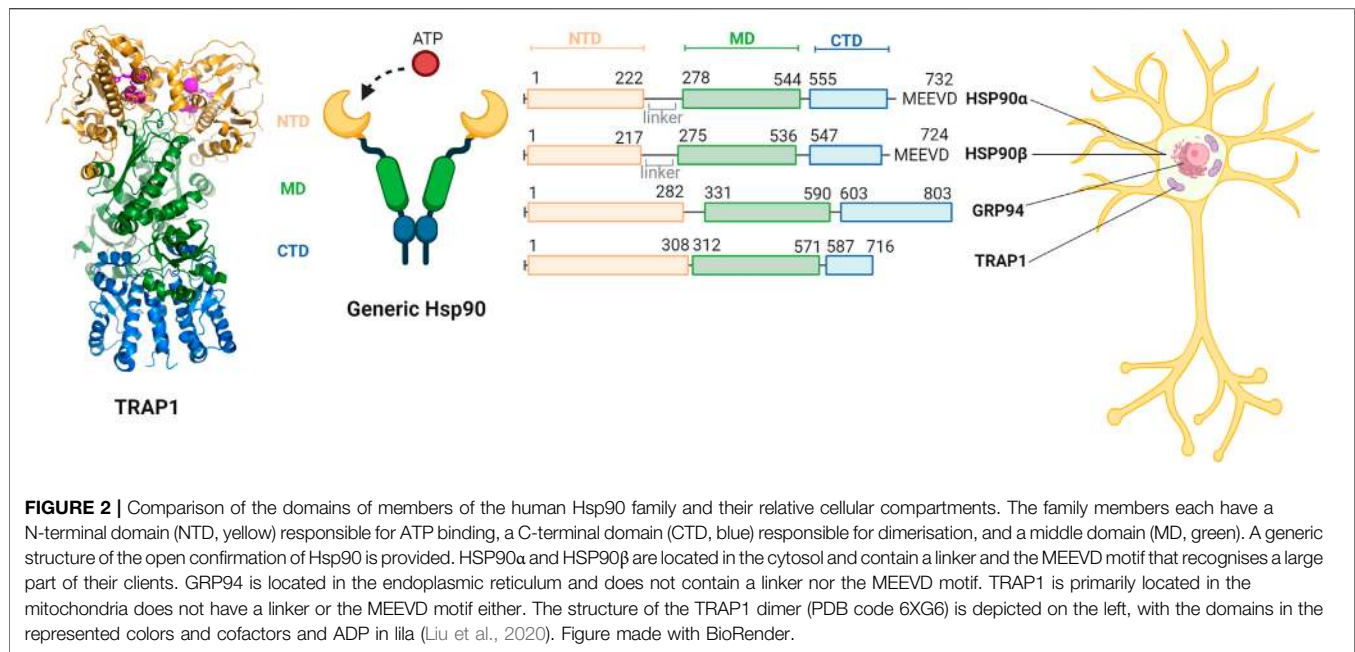 ATP
NTD MD CTD
1 222 278 544 555 732
MEEVD HSP90α
linker
1 217 275 536 547 724
MEEVD HSP90β
linker
1 282 331 590 603 803
GRP94
1 308 312 571 587 716
TRAP1
NTD
MD
CTD
Generic Hsp90
TRAP1
FIGURE 2 | Comparison of the domains of members of the human Hsp90 family and their relative cellular compartments. The family members each have a
N-terminal domain (NTD, yellow) responsible for ATP binding, a C-terminal domain (CTD, blue) responsible for dimerisation, and a middle domain (MD, green). A generic
structure of the open confirmation of Hsp90 is provided. HSP90α and HSP90β are located in the cytosol and contain a linker and the MEEVD motif that recognises a large
part of their clients. GRP94 is located in the endoplasmic reticulum and does not contain a linker nor the MEEVD motif. TRAP1 is primarily located in the
mitochondria does not have a linker or the MEEVD motif either. The structure of the TRAP1 dimer (PDB code 6XG6) is depicted on the left, with the domains in the
represented colors and cofactors and ADP in lila (Liu et al., 2020). Figure made with BioRender.